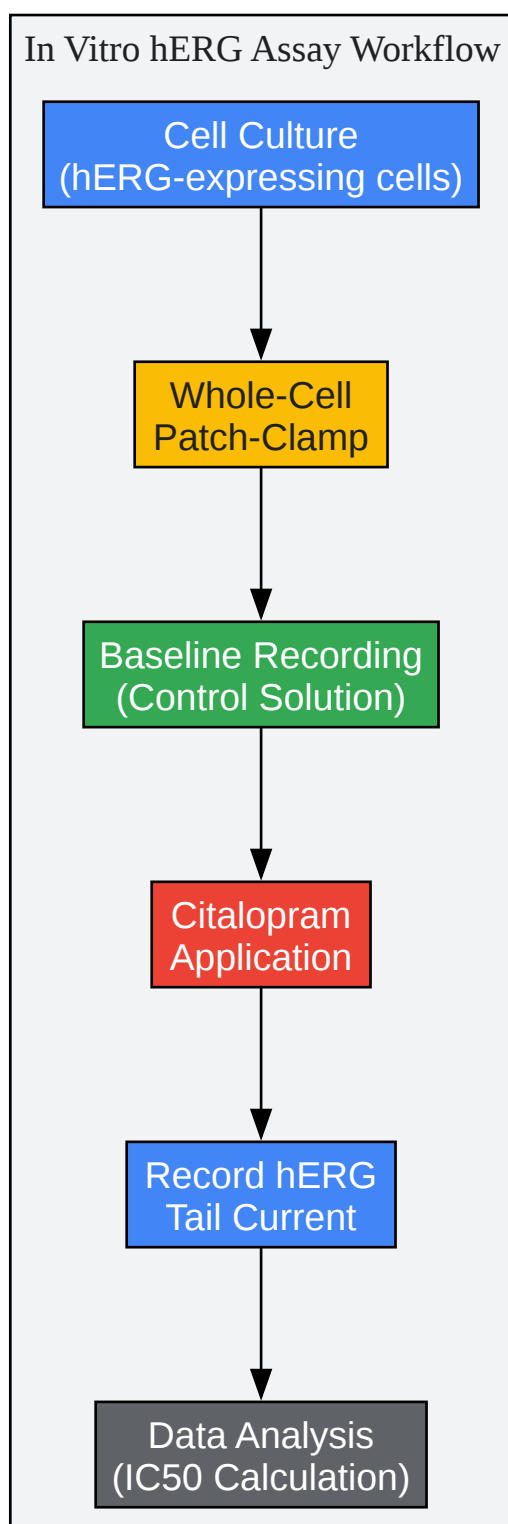 In Vitro hERG Assay Workflow
Cell Culture
(hERG-expressing cells)
Whole-Cell
Patch-Clamp
Baseline Recording
(Control Solution)
Citalopram
Application
Record hERG
Tail Current
Data Analysis
(IC50 Calculation)